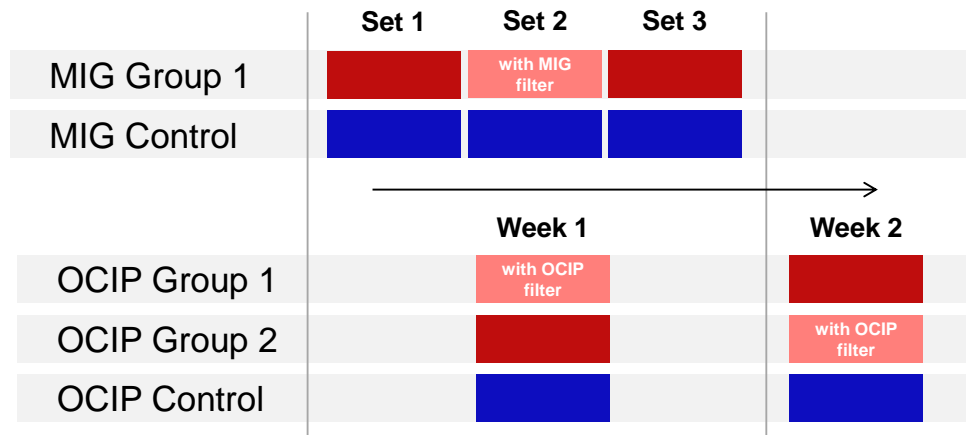 Set 1 Set 2 Set 3
MIG Group 1
with MIG
filter
MIG Control
Week 1 Week 2
OCIP Group 1
with OCIP
filter
OCIP Group 2
with OCIP
filter
OCIP Control